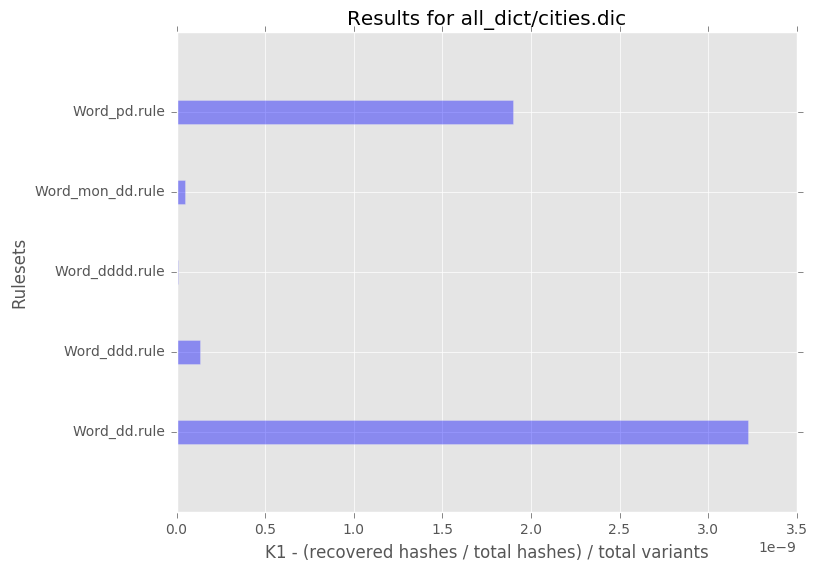 Results for all_dict/cities.dic
Word_pd.rule
Word_mon_dd.rule
Word_dddd.rule
Word_ddd.rule
Word_dd.rule
Rulesets
0.0 0.5 1.0 1.5 2.0 2.5 3.0 3.5
1e−9
K1 - (recovered hashes / total hashes) / total variants